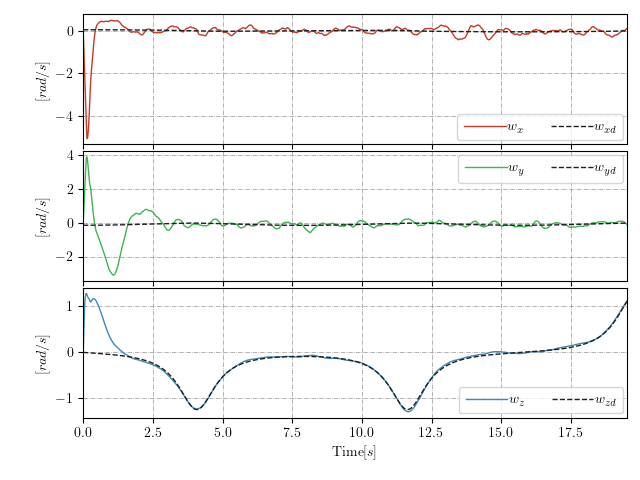 0
−2
−4
[rad/s]
w_x w_xd
4
2
0
−2
[rad/s]
w_y w_yd
1
0
−1
[rad/s]
w_z w_zd
0.0 2.5 5.0 7.5 10.0 12.5 15.0 17.5
Time[s]